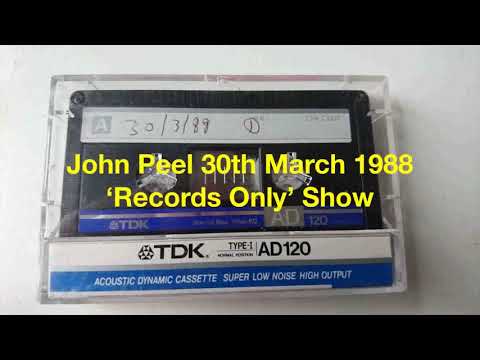 A 30/3/88 1
John Peel 30th March 1988
‘Records Only’ Show
TDK AD 120
TDK TYPE-I NORMAL POSITION AD120
ACOUSTIC DYNAMIC CASSETTE SUPER LOW NOISE HIGH OUTPUT